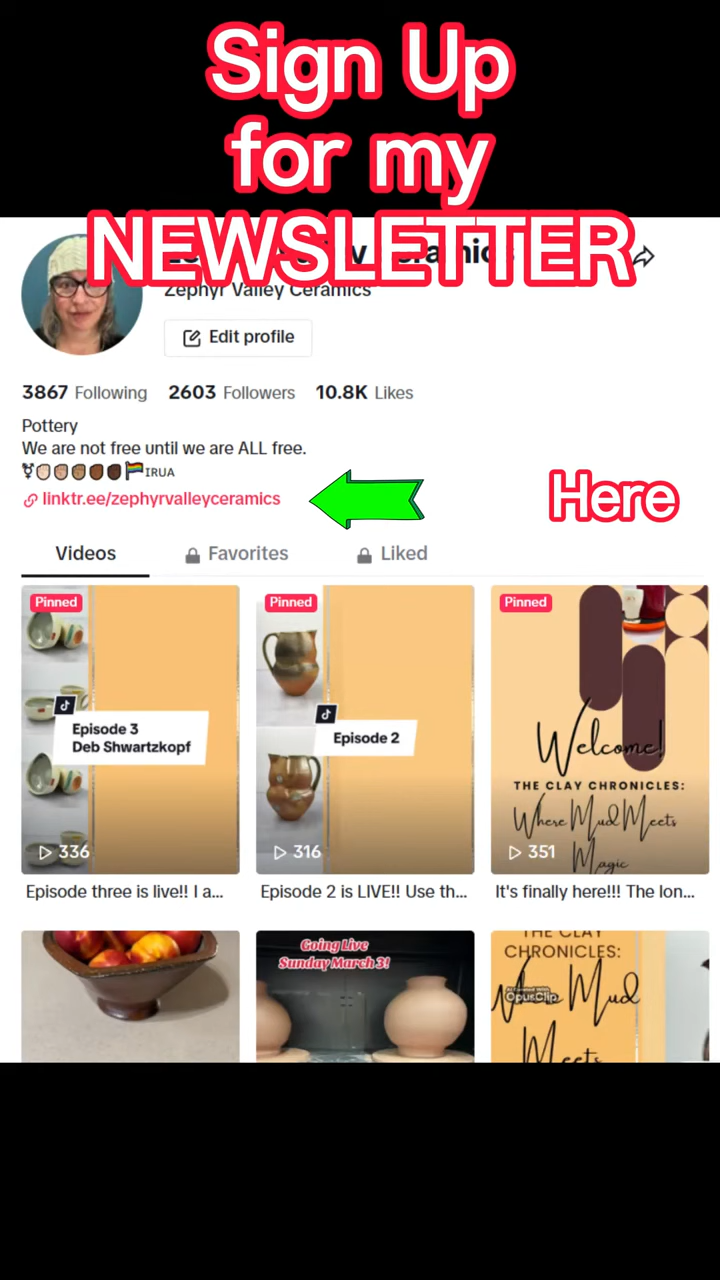 Sign Up
for my
NEWSLETTER
Zephyr Valley Ceramics
Edit profile
3867 Following 2603 Followers 10.8K Likes
Pottery
We are not free until we are ALL free.
⚧✊🏻✊🏼✊🏽✊🏾✊🏿🏳️‍🌈IRUA
linktr.ee/zephyrvalleyceramics
Here
Videos Favorites Liked
Pinned Pinned Pinned
Episode 3
Deb Shwartzkopf
Episode 2
Welcome!
THE CLAY CHRONICLES:
Where Mud Meets
Magic
336 316 351
Episode three is live!! I a...
Episode 2 is LIVE!! Use th...
It's finally here!!! The lon...
Going Live
Sunday March 3!
THE CLAY
CHRONICLES:
Where Mud
OpusClip
Meets